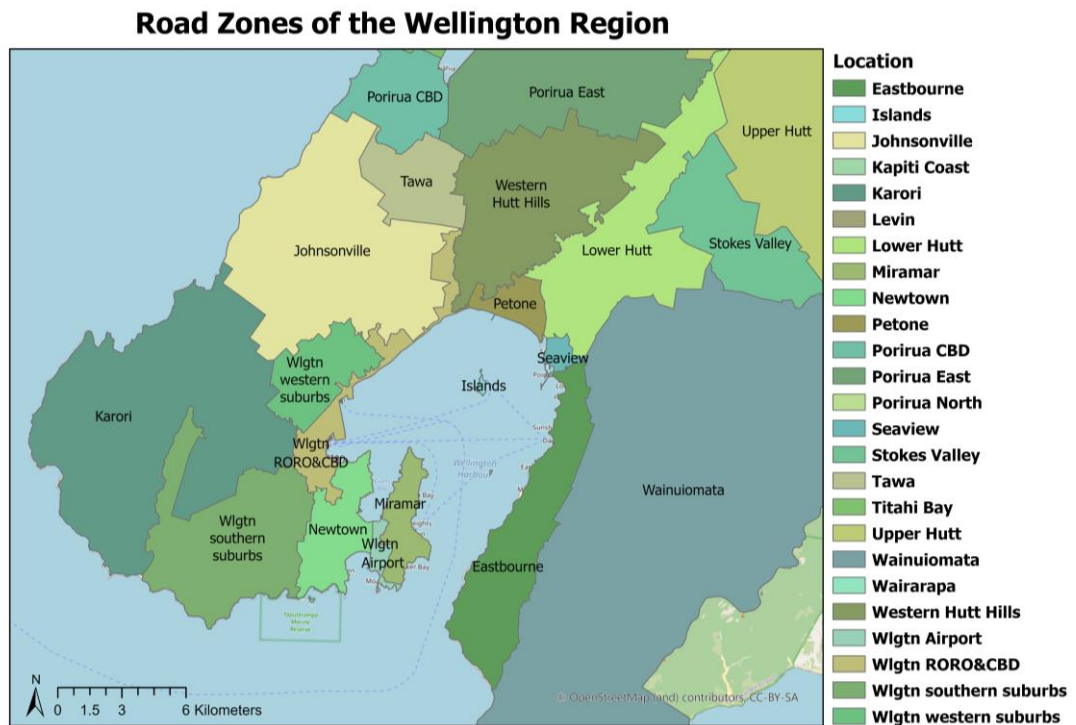 Road Zones of the Wellington Region
Porirua CBD
Porirua East
Upper Hutt
Tawa
Western
Hutt Hills
Johnsonville
Lower Hutt
Stokes Valley
Petone
Seaview
Wlgtn
western
suburbs
Islands
Karori
Wlgtn
RORO&CBD
Wellington
Harbour
Wainuiomata
Miramar
Wlgtn
southern
suburbs
Newtown
Wlgtn
Airport
Eastbourne
Taputeranga
Marine
Reserve
N
0 1.5 3 6 Kilometers
© OpenStreetMap (and) contributors, CC-BY-SA
Location
Eastbourne
Islands
Johnsonville
Kapiti Coast
Karori
Levin
Lower Hutt
Miramar
Newtown
Petone
Porirua CBD
Porirua East
Porirua North
Seaview
Stokes Valley
Tawa
Titahi Bay
Upper Hutt
Wainuiomata
Wairarapa
Western Hutt Hills
Wlgtn Airport
Wlgtn RORO&CBD
Wlgtn southern suburbs
Wlgtn western suburbs